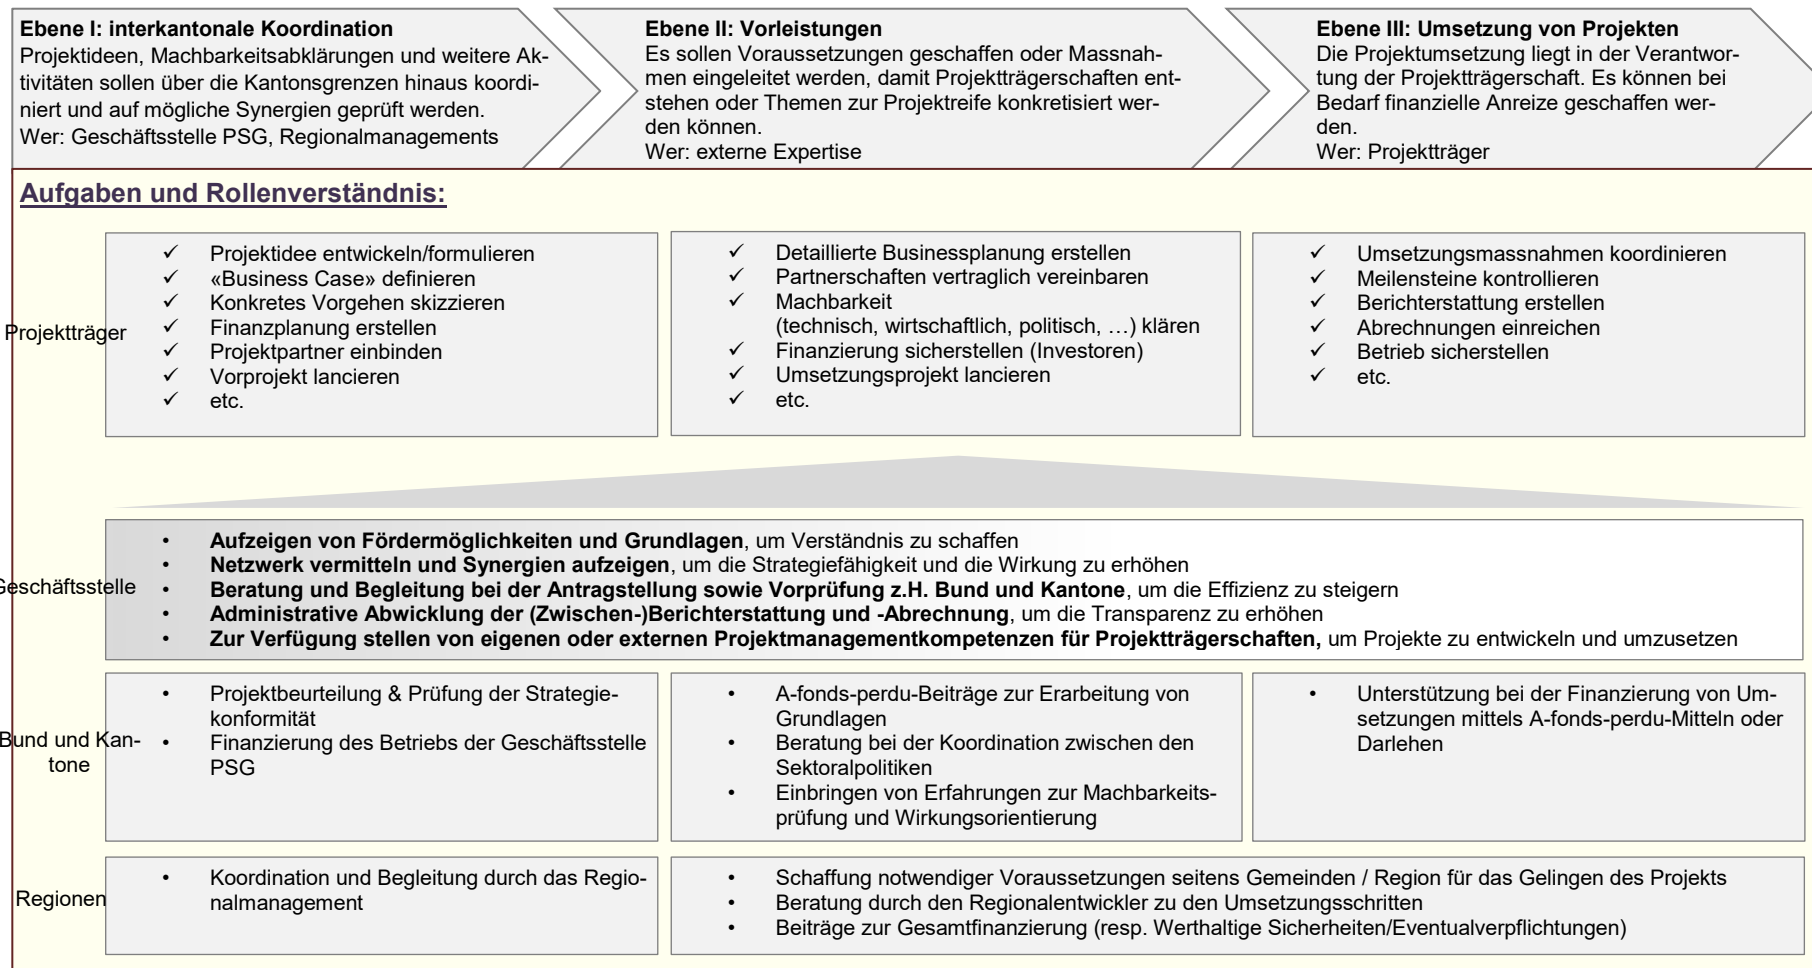 Ebene I: interkantonale Koordination
Projektideen, Machbarkeitsabklärungen und weitere Ak-
tivitäten sollen über die Kantonsgrenzen hinaus koordi-
niert und auf mögliche Synergien geprüft werden.
Wer: Geschäftsstelle PSG, Regionalmanagements
Ebene II: Vorleistungen
Es sollen Voraussetzungen geschaffen oder Massnah-
men eingeleitet werden, damit Projektträgerschaften ent-
stehen oder Themen zur Projektreife konkretisiert wer-
den können.
Wer: externe Expertise
Ebene III: Umsetzung von Projekten
Die Projektumsetzung liegt in der Verantwor-
tung der Projektträgerschaft. Es können bei
Bedarf finanzielle Anreize geschaffen wer-
den.
Wer: Projektträger
Aufgaben und Rollenverständnis:
Projektträger
✓ Projektidee entwickeln/formulieren
✓ «Business Case» definieren
✓ Konkretes Vorgehen skizzieren
✓ Finanzplanung erstellen
✓ Projektpartner einbinden
✓ Vorprojekt lancieren
✓ etc.
✓ Detaillierte Businessplanung erstellen
✓ Partnerschaften vertraglich vereinbaren
✓ Machbarkeit
(technisch, wirtschaftlich, politisch, …) klären
✓ Finanzierung sicherstellen (Investoren)
✓ Umsetzungsprojekt lancieren
✓ etc.
✓ Umsetzungsmassnahmen koordinieren
✓ Meilensteine kontrollieren
✓ Berichterstattung erstellen
✓ Abrechnungen einreichen
✓ Betrieb sicherstellen
✓ etc.
Geschäftsstelle
• Aufzeigen von Fördermöglichkeiten und Grundlagen, um Verständnis zu schaffen
• Netzwerk vermitteln und Synergien aufzeigen, um die Strategiefähigkeit und die Wirkung zu erhöhen
• Beratung und Begleitung bei der Antragstellung sowie Vorprüfung z.H. Bund und Kantone, um die Effizienz zu steigern
• Administrative Abwicklung der (Zwischen-)Berichterstattung und -Abrechnung, um die Transparenz zu erhöhen
• Zur Verfügung stellen von eigenen oder externen Projektmanagementkompetenzen für Projektträgerschaften, um Projekte zu entwickeln und umzusetzen
Bund und Kan-
tone
• Projektbeurteilung & Prüfung der Strategie-
konformität
• Finanzierung des Betriebs der Geschäftsstelle
PSG
• A-fonds-perdu-Beiträge zur Erarbeitung von
Grundlagen
• Beratung bei der Koordination zwischen den
Sektoralpolitiken
• Einbringen von Erfahrungen zur Machbarkeits-
prüfung und Wirkungsorientierung
• Unterstützung bei der Finanzierung von Um-
setzungen mittels A-fonds-perdu-Mitteln oder
Darlehen
Regionen
• Koordination und Begleitung durch das Regio-
nalmanagement
• Schaffung notwendiger Voraussetzungen seitens Gemeinden / Region für das Gelingen des Projekts
• Beratung durch den Regionalentwickler zu den Umsetzungsschritten
• Beiträge zur Gesamtfinanzierung (resp. Werthaltige Sicherheiten/Eventualverpflichtungen)